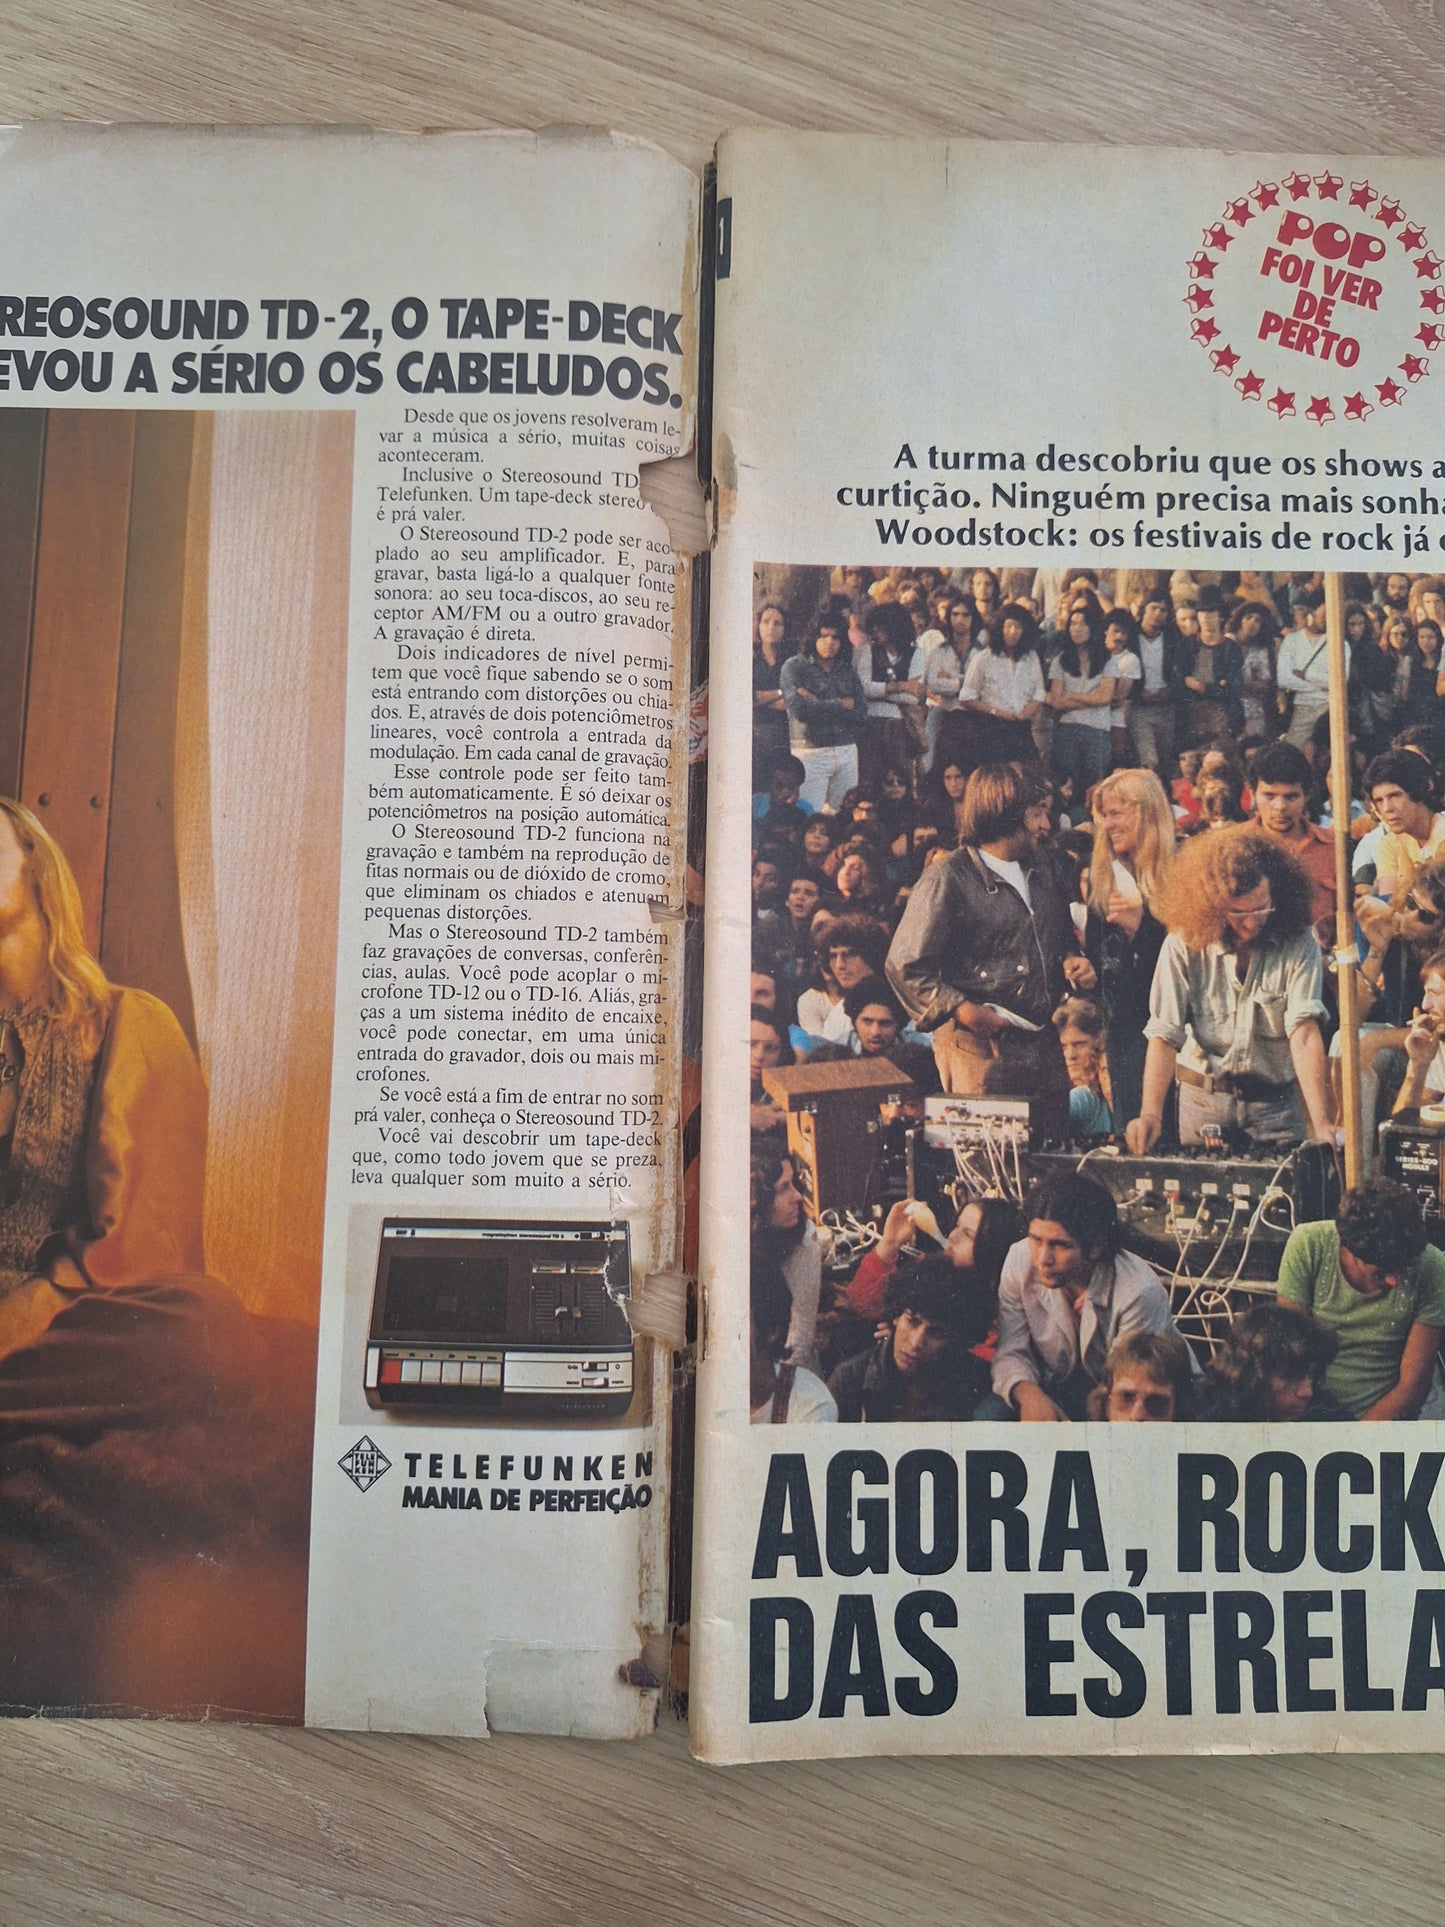 REOSOUND TD-2, O TAPE-DECK
EVOU A SÉRIO OS CABELUDOS.
Desde que os jovens resolveram le-
var a música a sério, muitas coisas
aconteceram.
Inclusive o Stereosound TD-
Telefunken. Um tape-deck stereo
é prá valer.
O Stereosound TD-2 pode ser aco-
plado ao seu amplificador. E, para
gravar, basta ligá-lo a qualquer fonte
sonora: ao seu toca-discos, ao seu re-
ceptor AM/FM ou a outro gravador.
A gravação é direta.
Dois indicadores de nível permi-
tem que você fique sabendo se o som
está entrando com distorções ou chia-
dos. E, através de dois potenciômetros
lineares, você controla a entrada da
modulação. Em cada canal de gravação.
Esse controle pode ser feito tam-
bém automaticamente. É só deixar os
potenciômetros na posição automática.
O Stereosound TD-2 funciona na
gravação e também na reprodução de
fitas normais ou de dióxido de cromo,
que eliminam os chiados e atenuam
pequenas distorções.
Mas o Stereosound TD-2 também
faz gravações de conversas, conferên-
cias, aulas. Você pode acoplar o mi-
crofone TD-12 ou o TD-16. Aliás, gra-
ças a um sistema inédito de encaixe,
você pode conectar, em uma única
entrada do gravador, dois ou mais mi-
crofones.
Se você está a fim de entrar no som
prá valer, conheça o Stereosound TD-2.
Você vai descobrir um tape-deck
que, como todo jovem que se preza,
leva qualquer som muito a sério.
magnetophon stereosound TD 2
TELE
FUN
KEN
TELEFUNKEN
MANIA DE PERFEIÇÃO
1
POP
FOI VER
DE
PERTO
A turma descobriu que os shows a
curtição. Ninguém precisa mais sonha
Woodstock: os festivais de rock já
SERIES-800
MODULE
AGORA, ROCK
DAS ESTRELA